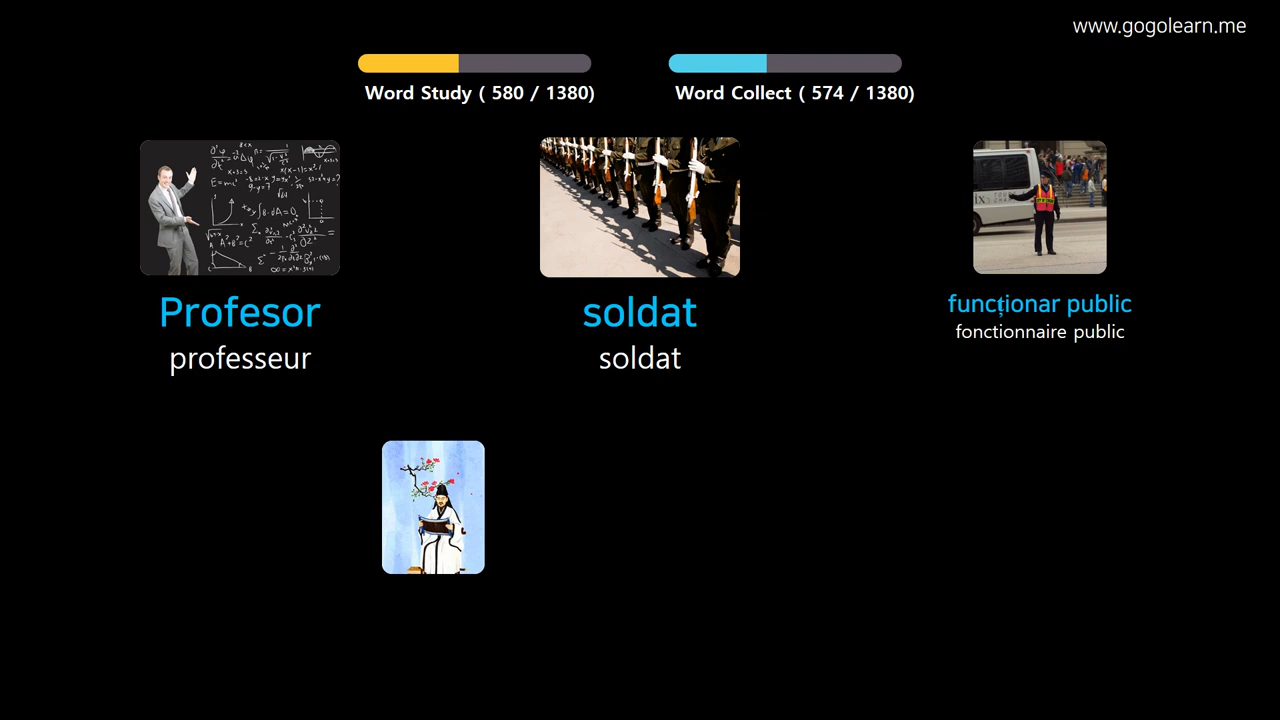 www.gogolearn.me
Word Study ( 580 / 1380)
Word Collect ( 574 / 1380)
Profesor
professeur
soldat
soldat
funcționar public
fonctionnaire public